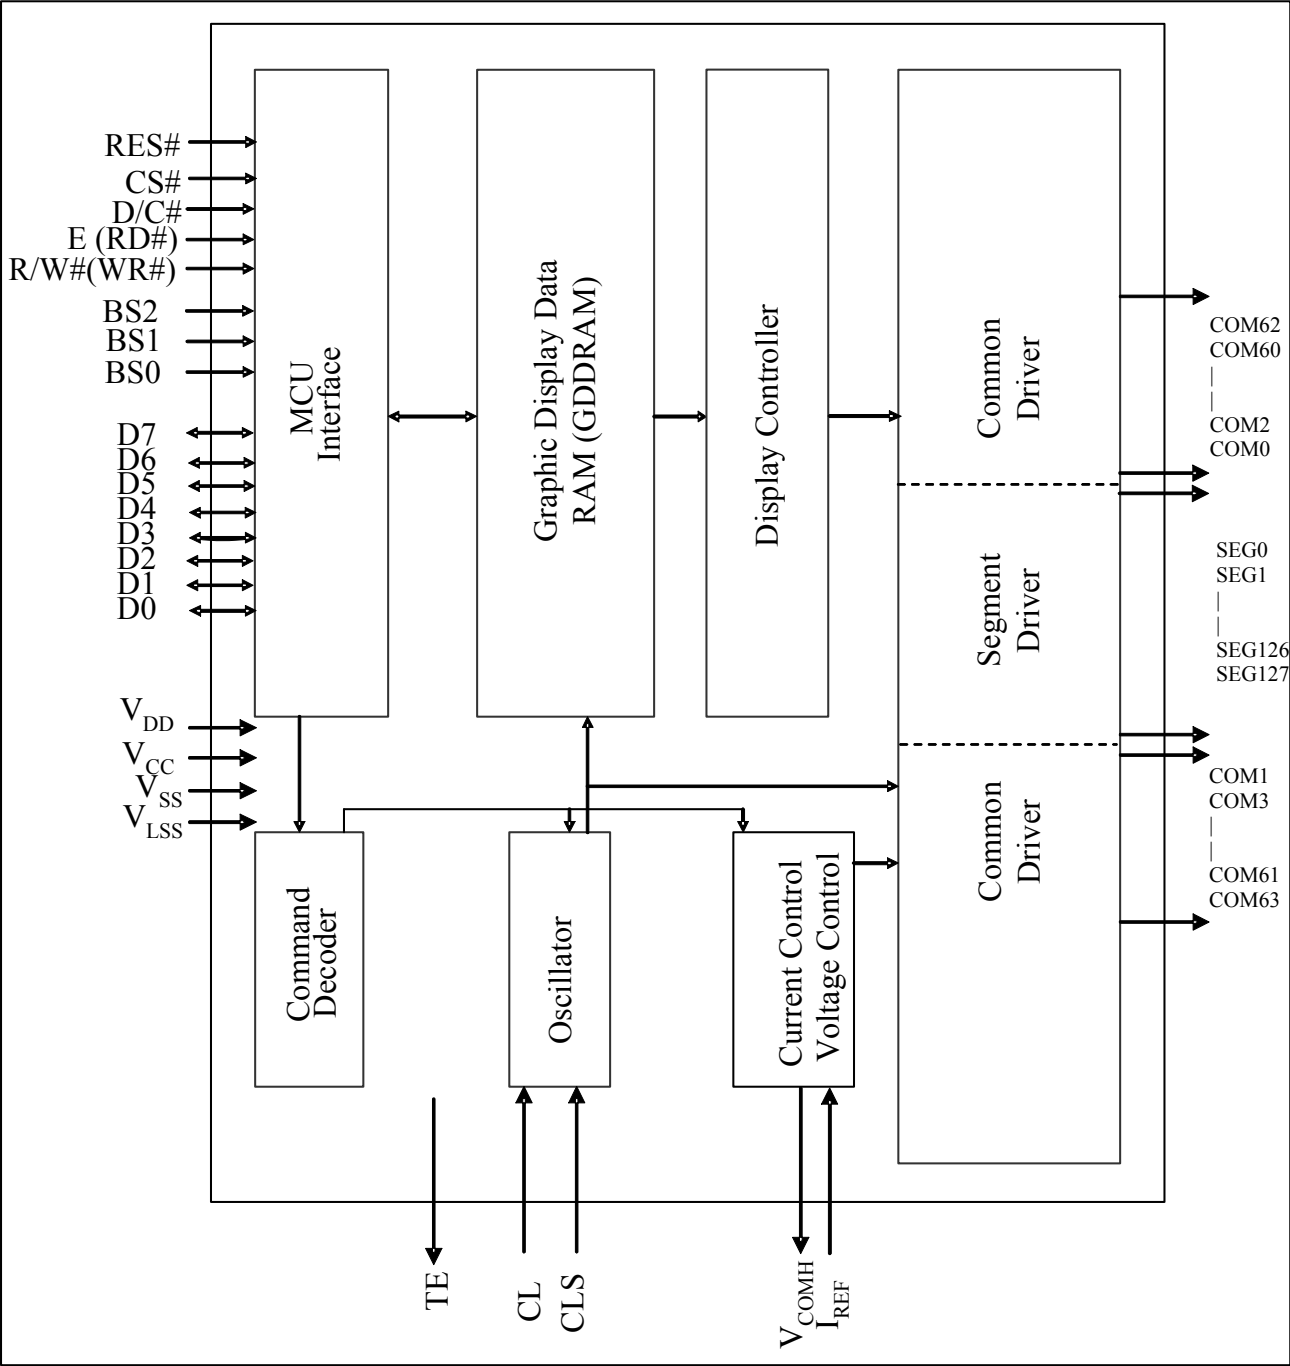 RES#
CS#
D/C#
E (RD#)
R/W#(WR#)
BS2
BS1
BS0
D7
D6
D5
D4
D3
D2
D1
D0
VDD
VCC
VSS
VLSS
MCU
Interface
Graphic Display Data
RAM (GDDRAM)
Display Controller
Common
Driver
Segment
Driver
Common
Driver
Command
Decoder
Oscillator
Current Control
Voltage Control
COM62
COM60
|
|
COM2
COM0
SEG0
SEG1
|
|
SEG126
SEG127
COM1
COM3
|
|
COM61
COM63
TE
CL
CLS
VCOMH
IREF